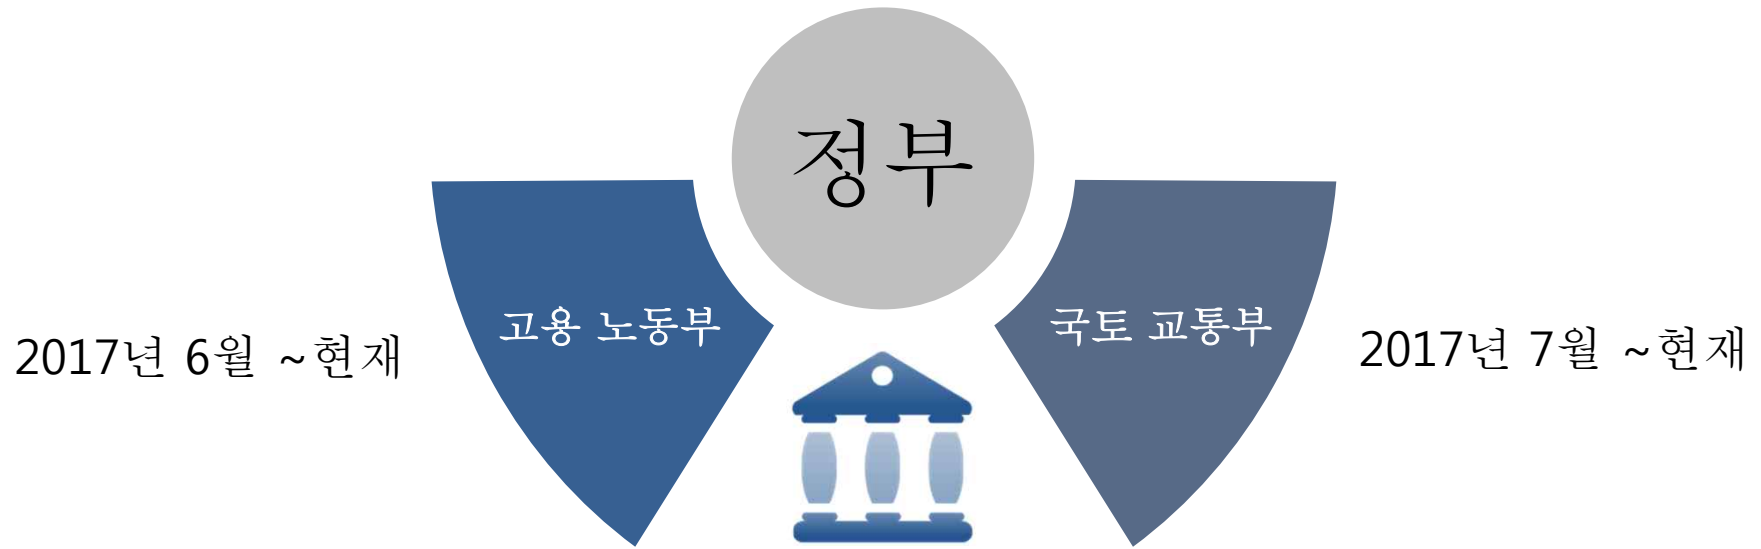 정부
고용 노동부
국토 교통부
2017년 6월 ~현재
2017년 7월 ~현재